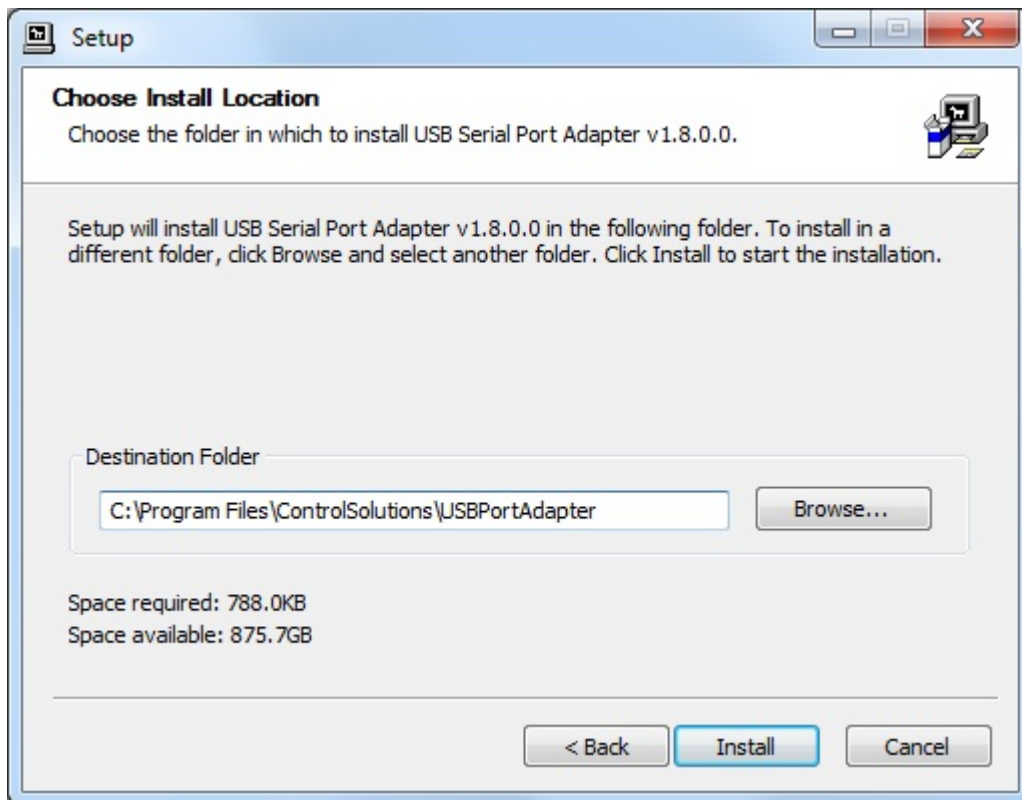 Setup
Choose Install Location
Choose the folder in which to install USB Serial Port Adapter v1.8.0.0.
Setup will install USB Serial Port Adapter v1.8.0.0 in the following folder. To install in a
different folder, click Browse and select another folder. Click Install to start the installation.
Destination Folder
C:\Program Files\ControlSolutions\USBPortAdapter
Browse...
Space required: 788.0KB
Space available: 875.7GB
< Back
Install
Cancel